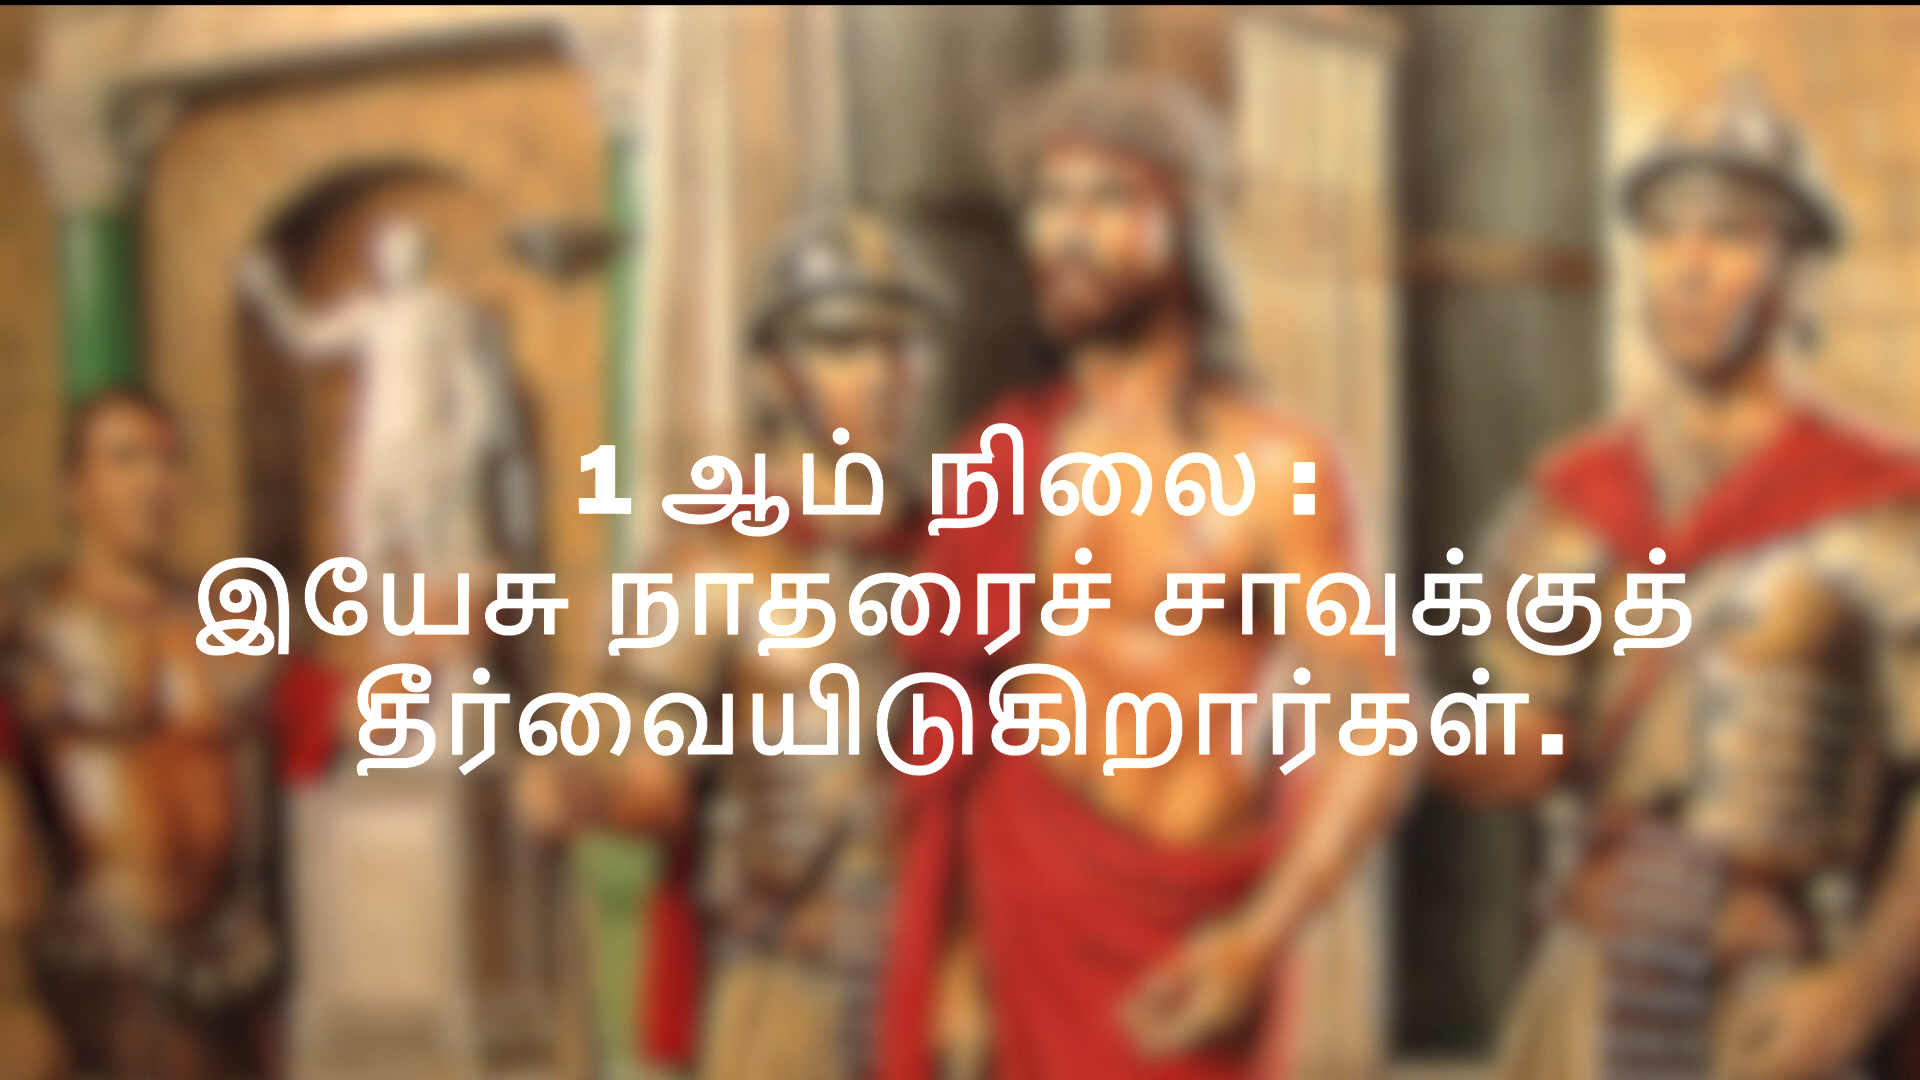 1 ஆம் நிலை :
இயேசு நாதரைச் சாவுக்குத்
தீர்வையிடுகிறார்கள்.